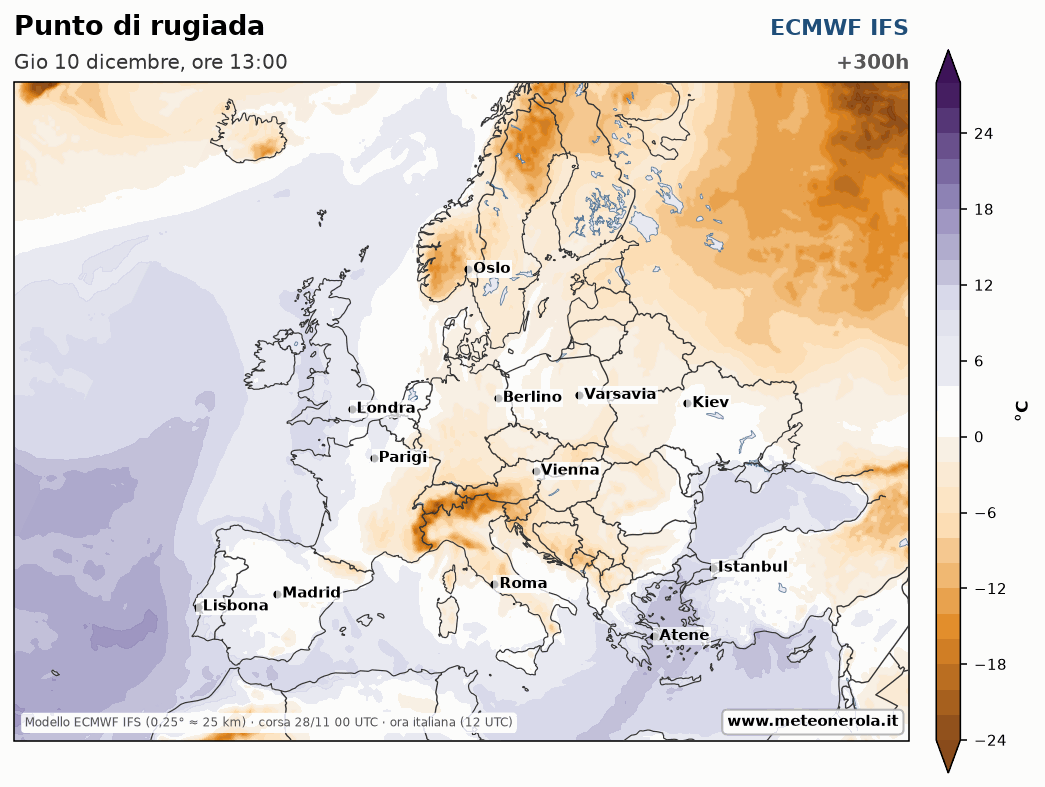 Punto di rugiada
ECMWF IFS
Gio 10 dicembre, ore 13:00
+300h
24
18
12
6
0
−6
−12
−18
−24
°C
Oslo
Londra
Berlino
Varsavia
Kiev
Parigi
Vienna
Istanbul
Roma
Madrid
Lisbona
Atene
Modello ECMWF IFS (0,25° ≈ 25 km) · corsa 28/11 00 UTC · ora italiana (12 UTC)
www.meteonerola.it